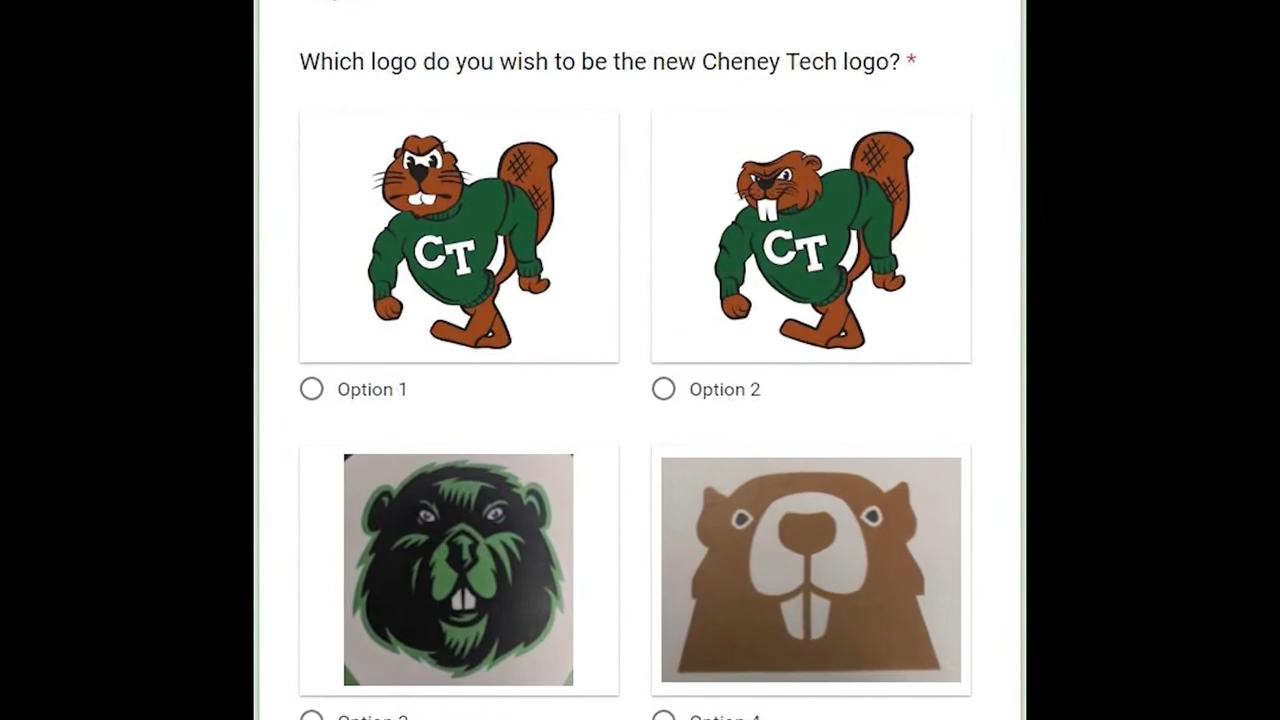 Which logo do you wish to be the new Cheney Tech logo? *
CT
CT
Option 1
Option 2